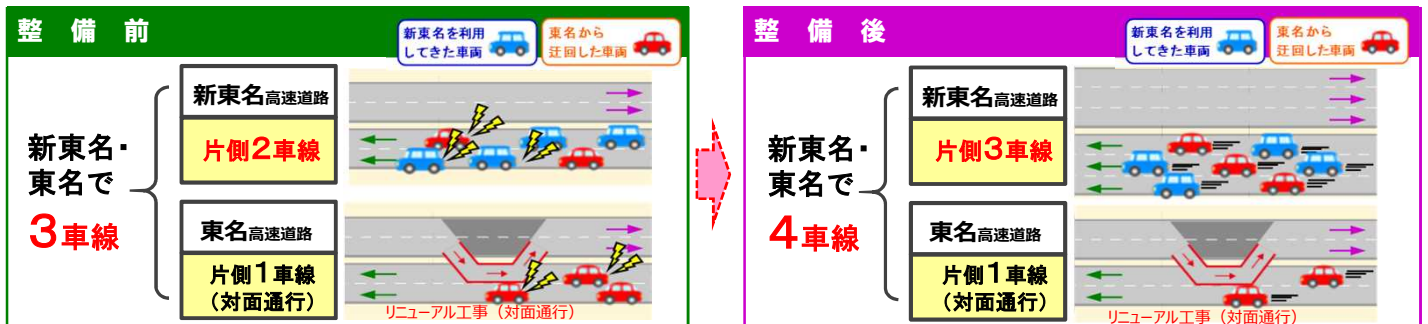 整備前
新東名を利用
してきた車両
東名から
迂回した車両
新東名・
東名で
3車線
新東名高速道路
片側2車線
東名高速道路
片側1車線
(対面通行)
リニューアル工事(対面通行)
整備後
新東名を利用
してきた車両
東名から
迂回した車両
新東名・
東名で
4車線
新東名高速道路
片側3車線
東名高速道路
片側1車線
(対面通行)
リニューアル工事(対面通行)